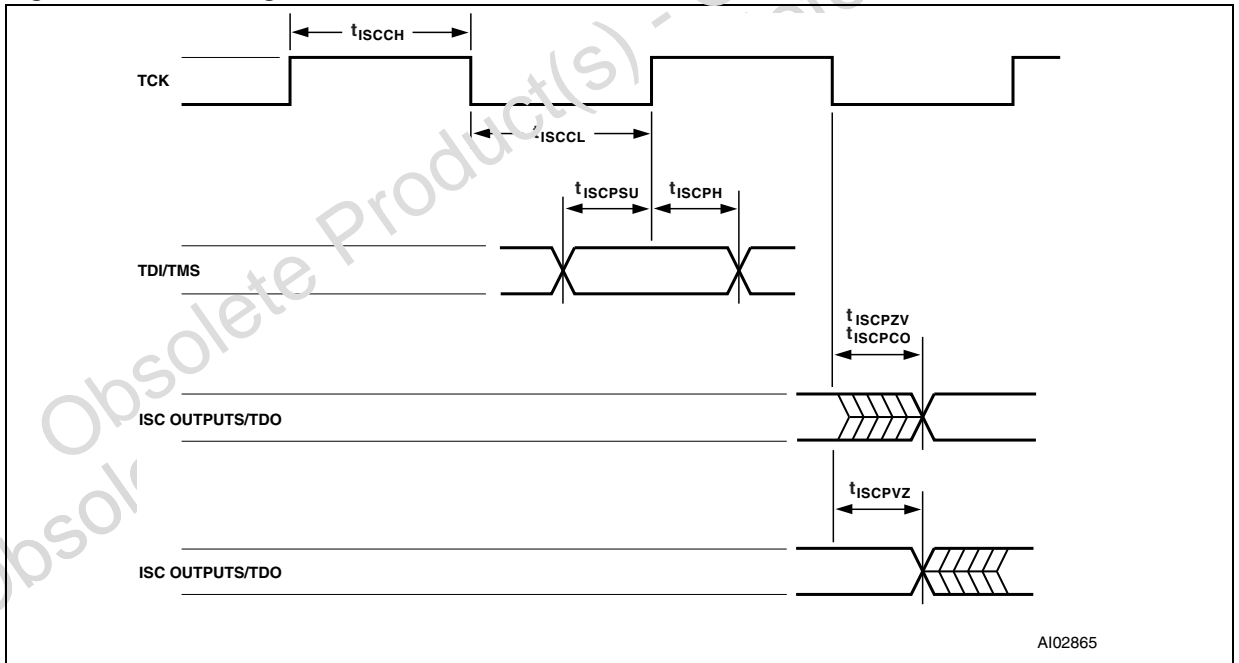 tISCCH
TCK
tISCCL
tISCPSU tISCPH
TDI/TMS
tISCPZV
tISCPCO
ISC OUTPUTS/TDO
tISCPVZ
ISC OUTPUTS/TDO
AI02865
Obsolete Product(s) -